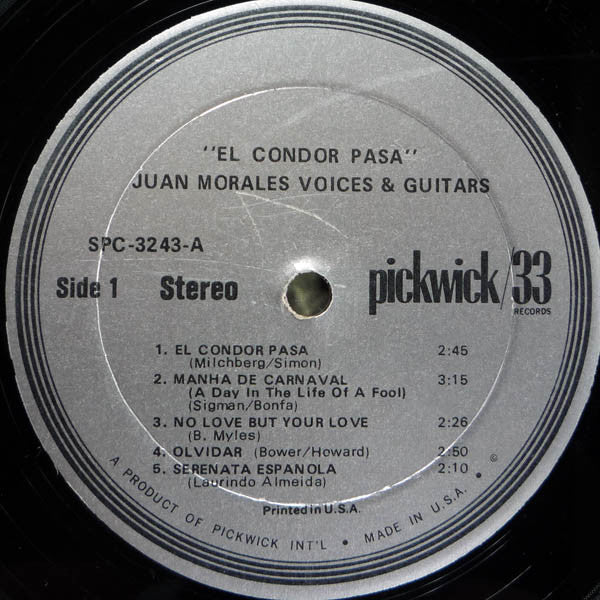 "EL CONDOR PASA"
JUAN MORALES VOICES & GUITARS
SPC-3243-A
Side 1 Stereo
pickwick/33
RECORDS
1. EL CONDOR PASA 2:45
(Milchberg/Simon)
2. MANHA DE CARNAVAL 3:15
(A Day In The Life Of A Fool)
(Sigman/Bonfa)
3. NO LOVE BUT YOUR LOVE 2:26
(B. Myles)
4. OLVIDAR (Bower/Howard) 2:50
5. SERENATA ESPANOLA 2:10
(Laurindo Almeida)
Printed in U.S.A.
A PRODUCT OF PICKWICK INT'L • MADE IN U.S.A. • ©